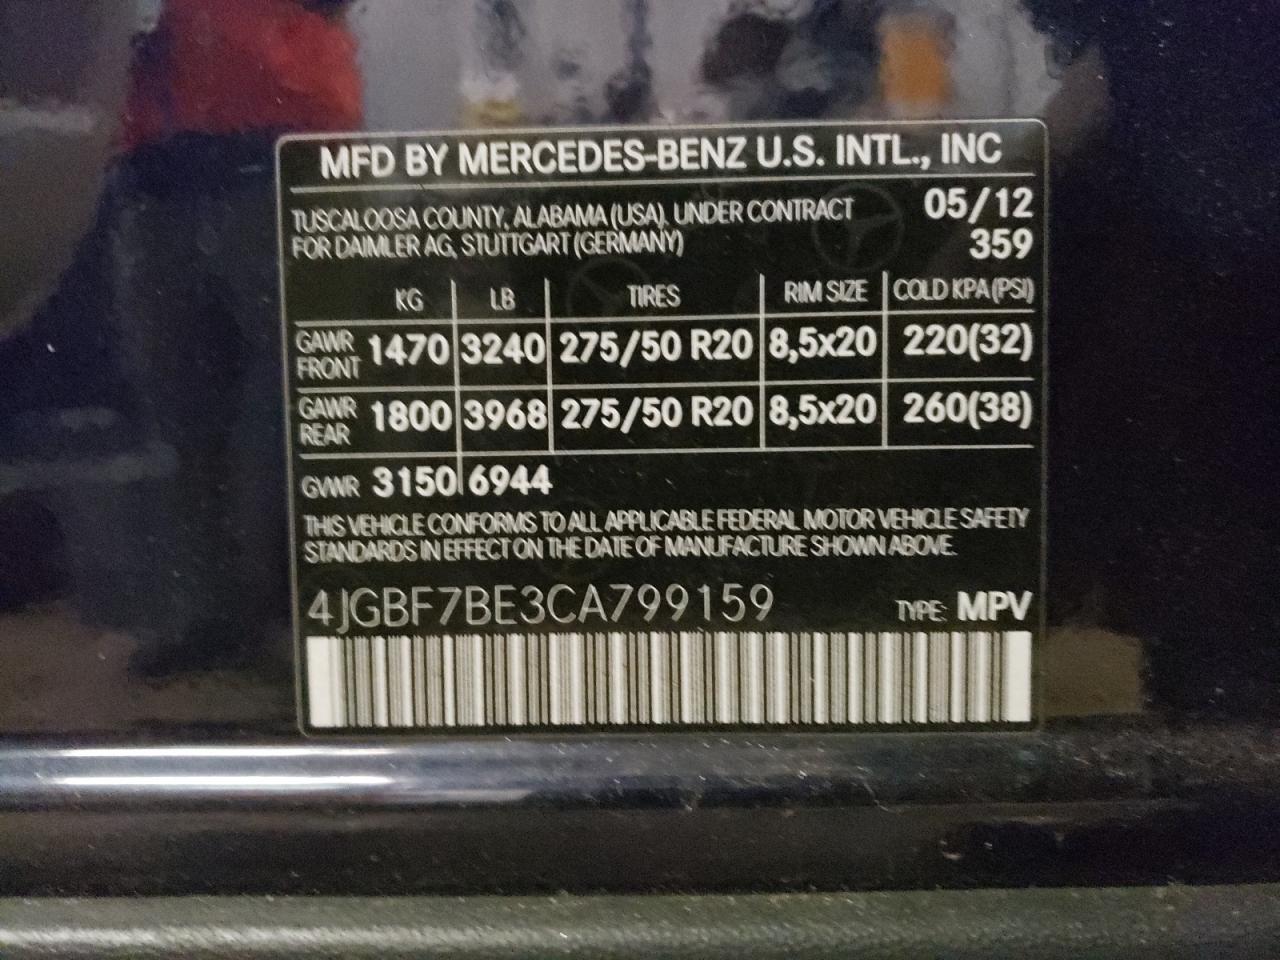 MFD BY MERCEDES-BENZ U.S. INTL., INC
TUSCALOOSA COUNTY, ALABAMA (USA), UNDER CONTRACT 05/12
FOR DAIMLER AG, STUTTGART (GERMANY) 359
KG LB TIRES RIM SIZE COLD KPA (PSI)
GAWR FRONT 1470 3240 275/50 R20 8,5x20 220(32)
GAWR REAR 1800 3968 275/50 R20 8,5x20 260(38)
GVWR 3150 6944
THIS VEHICLE CONFORMS TO ALL APPLICABLE FEDERAL MOTOR VEHICLE SAFETY
STANDARDS IN EFFECT ON THE DATE OF MANUFACTURE SHOWN ABOVE.
4JGBF7BE3CA799159 TYPE: MPV